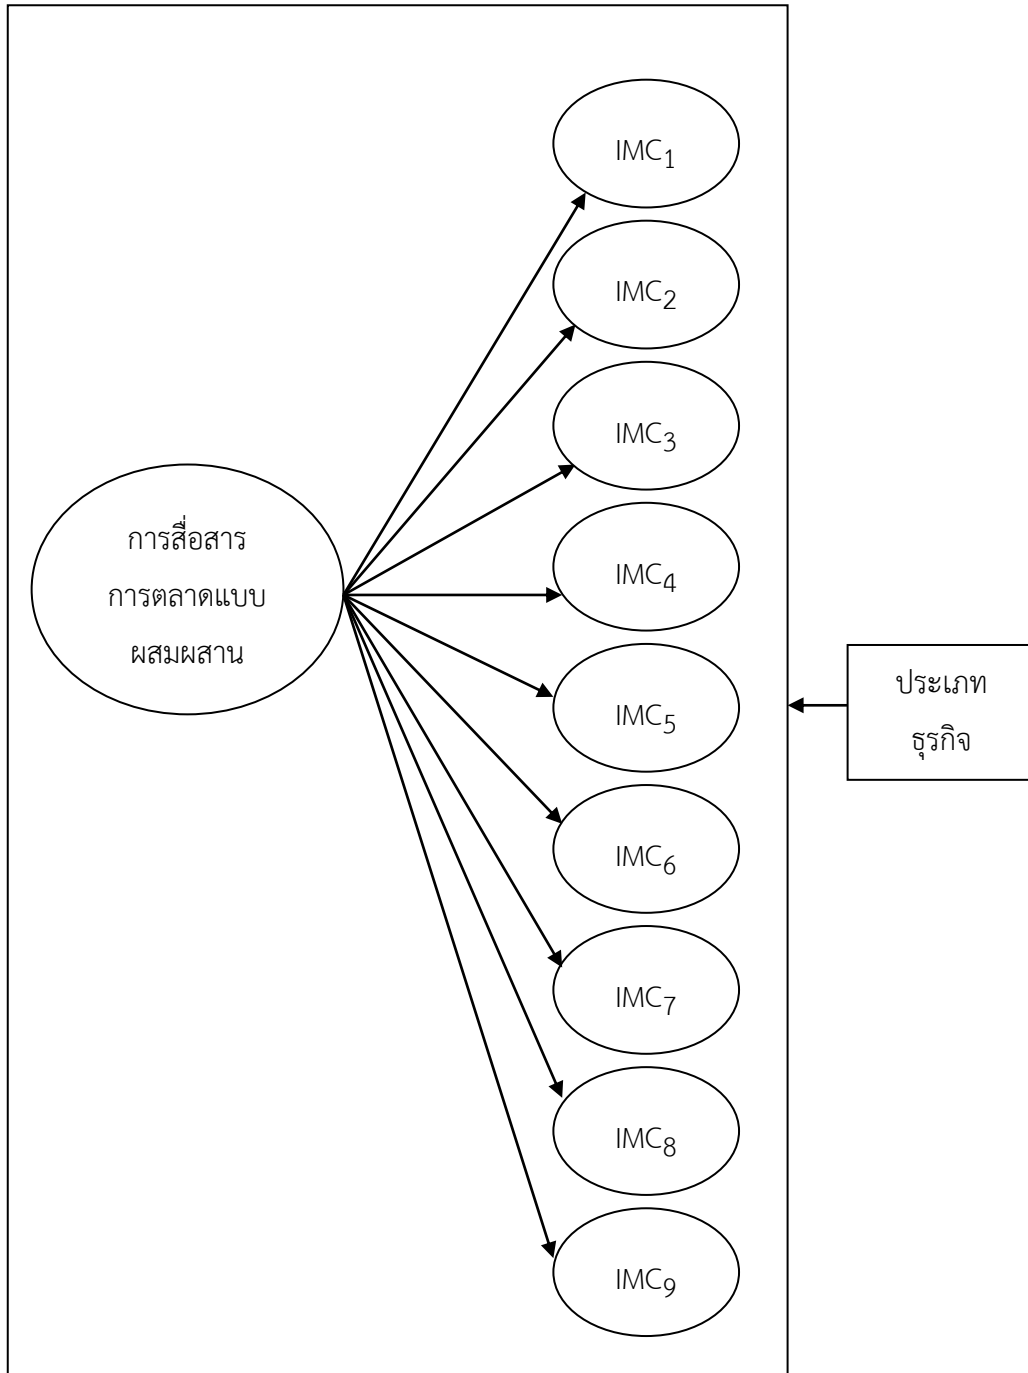 IMC1
IMC2
IMC3
การสื่อสาร
การตลาดแบบ
ผสมผสาน
IMC4
IMC5
ประเภท
ธุรกิจ
IMC6
IMC7
IMC8
IMC9